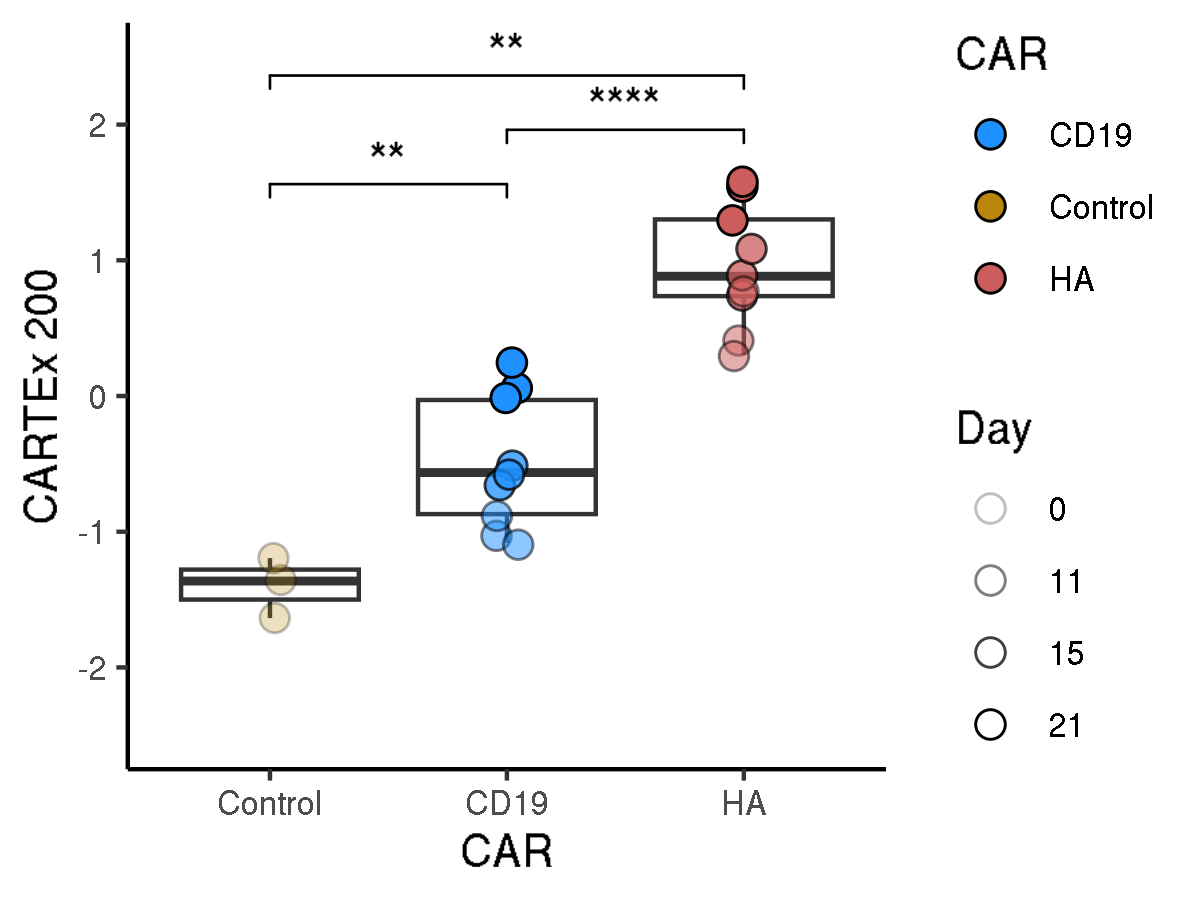 **
****
**
2
1
0
-1
-2
CARTEx 200
Control
CD19
HA
CAR
CAR
CD19
Control
HA
Day
0
11
15
21